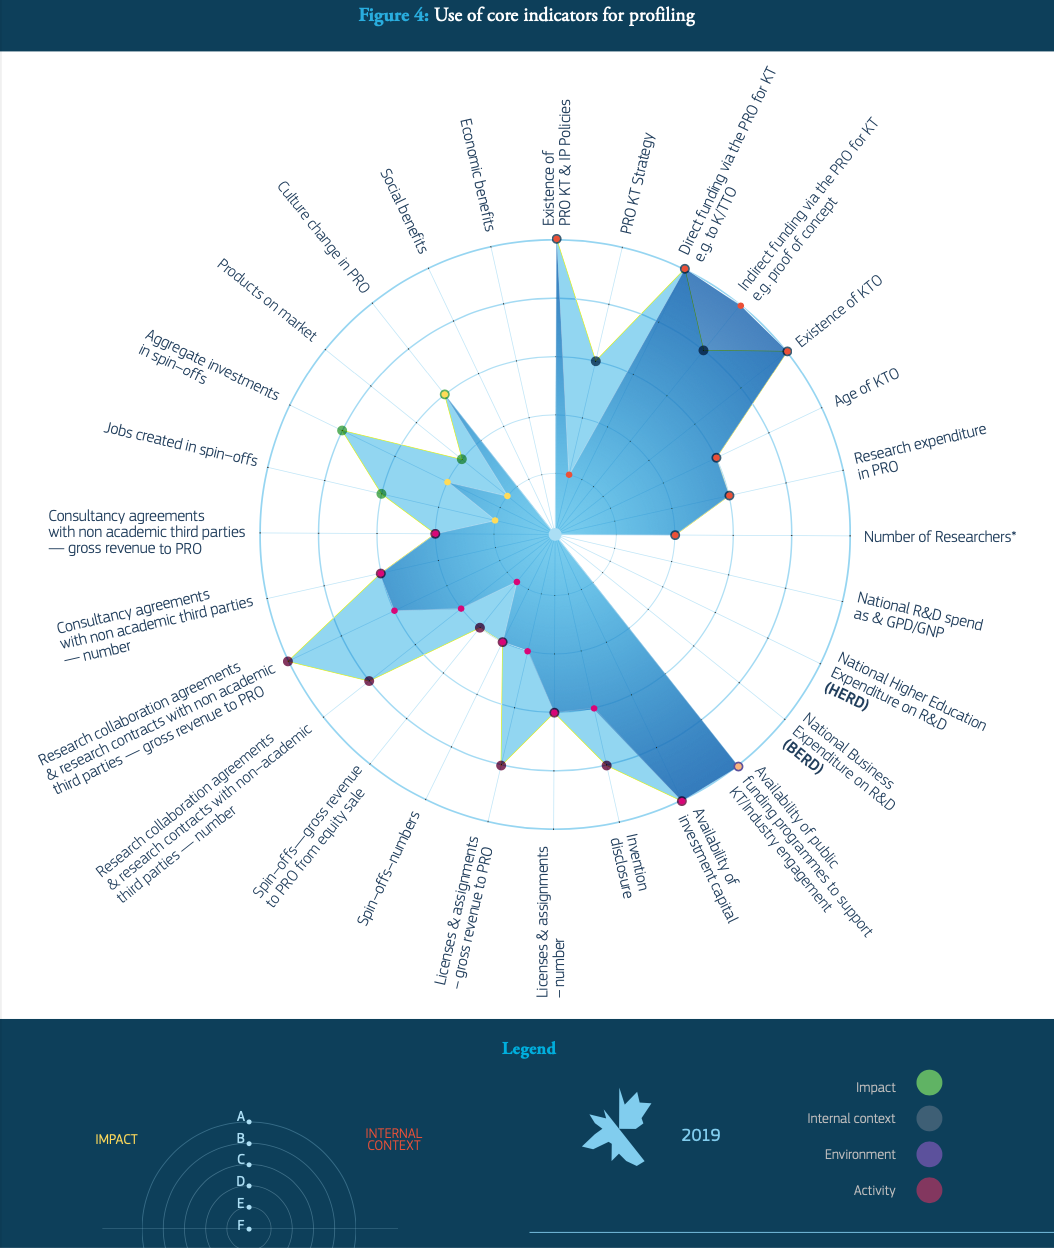 Figure 4: Use of core indicators for profiling
Existence of
PRO KT & IP Policies
PRO KT Strategy
Direct funding via the PRO for KT
e.g. to K/TTO
Indirect funding via the PRO for KT
e.g. proof of concept
Existence of KTO
Age of KTO
Research expenditure
in PRO
Number of Researchers*
National R&D spend
as & GPD/GNP
National Higher Education
Expenditure on R&D
(HERD)
National Business
Expenditure on R&D
(BERD)
Availability of public
funding programmes to support
KT/Industry engagement
Availability of
investment capital
Invention
disclosure
Licenses & assignments
– number
Licenses & assignments
– gross revenue to PRO
Spin–offs–numbers
Spin–offs—gross revenue
to PRO from equity sale
Research collaboration agreements
& research contracts with non–academic
third parties — number
Research collaboration agreements
& research contracts with non academic
third parties — gross revenue to PRO
Consultancy agreements
with non academic third parties
— number
Consultancy agreements
with non academic third parties
— gross revenue to PRO
Jobs created in spin–offs
Aggregate investments
in spin–offs
Products on market
Culture change in PRO
Social benefits
Economic benefits
Legend
IMPACT
A
B
C
D
E
F
INTERNAL
CONTEXT
2019
Impact
Internal context
Environment
Activity